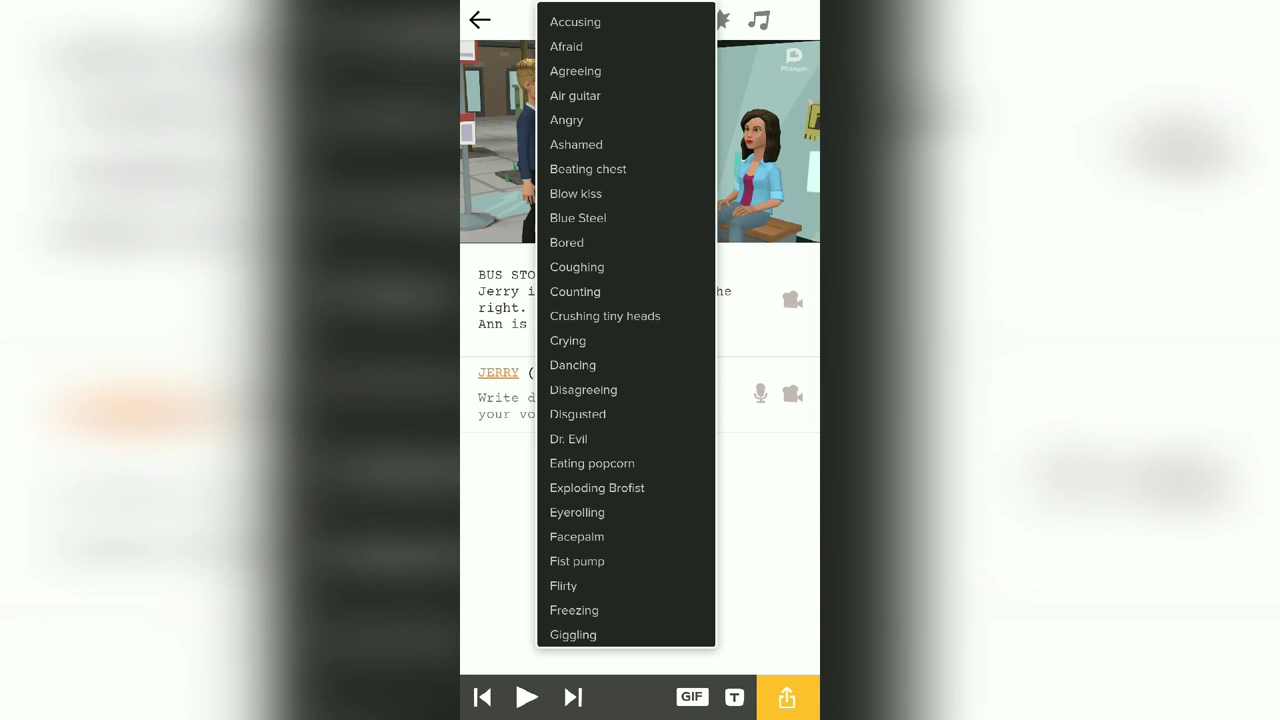 Accusing
Afraid
Agreeing
Air guitar
Angry
Ashamed
Beating chest
Blow kiss
Blue Steel
Bored
Coughing
Counting
Crushing tiny heads
Crying
Dancing
Disagreeing
Disgusted
Dr. Evil
Eating popcorn
Exploding Brofist
Eyerolling
Facepalm
Fist pump
Flirty
Freezing
Giggling
Plotagon
BUS STO
Jerry i he
right.
Ann is
JERRY (
Write d
your vo
GIF
T